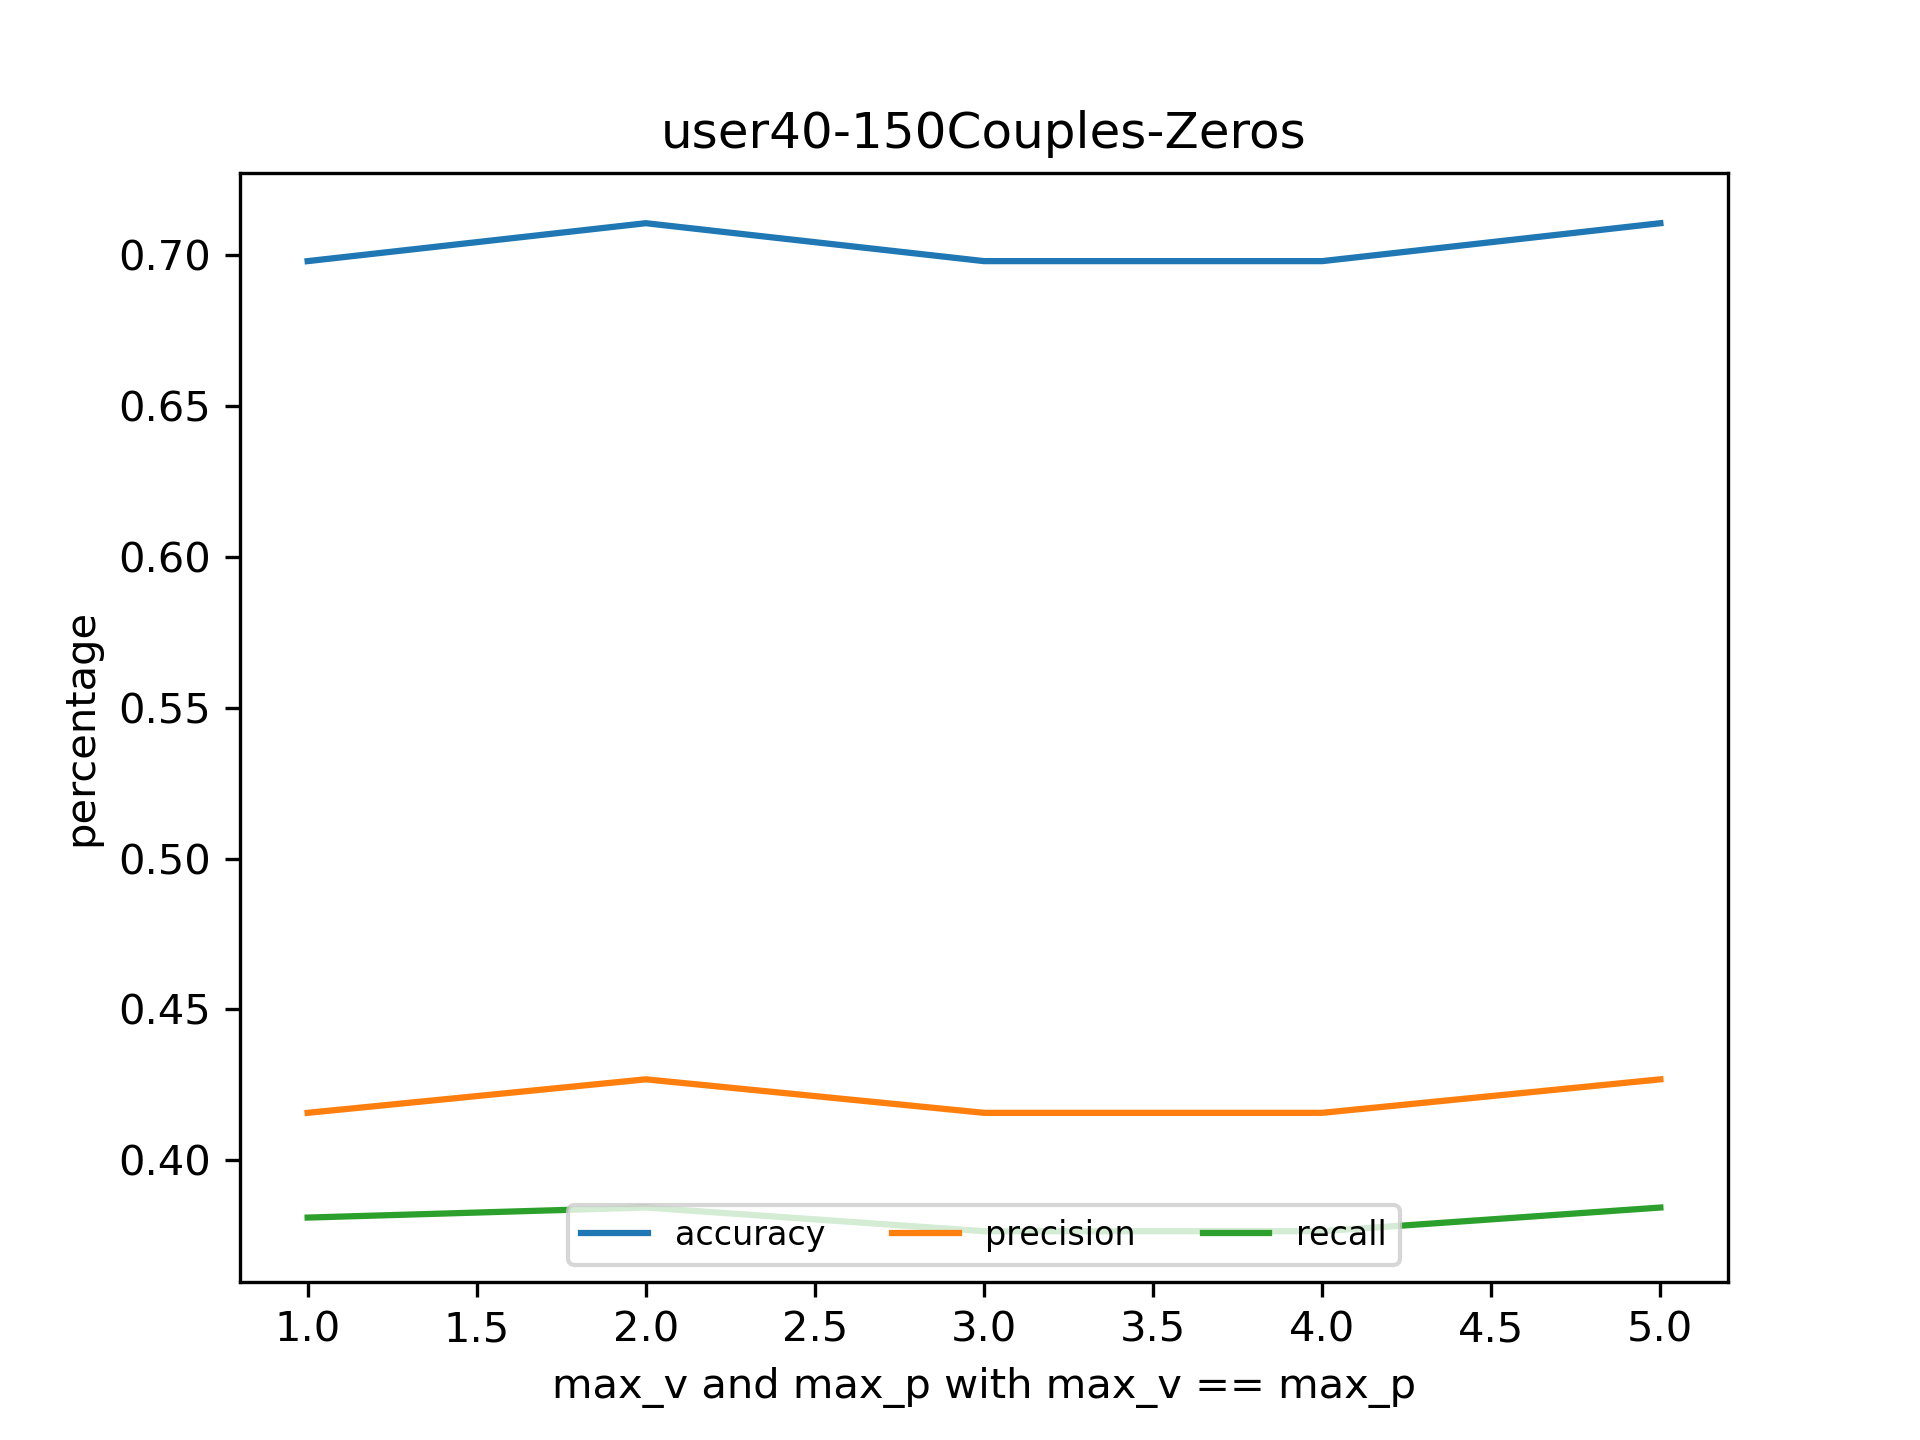 user40-150Couples-Zeros
percentage
0.70
0.65
0.60
0.55
0.50
0.45
0.40
accuracy precision recall
1.0 1.5 2.0 2.5 3.0 3.5 4.0 4.5 5.0
max_v and max_p with max_v == max_p